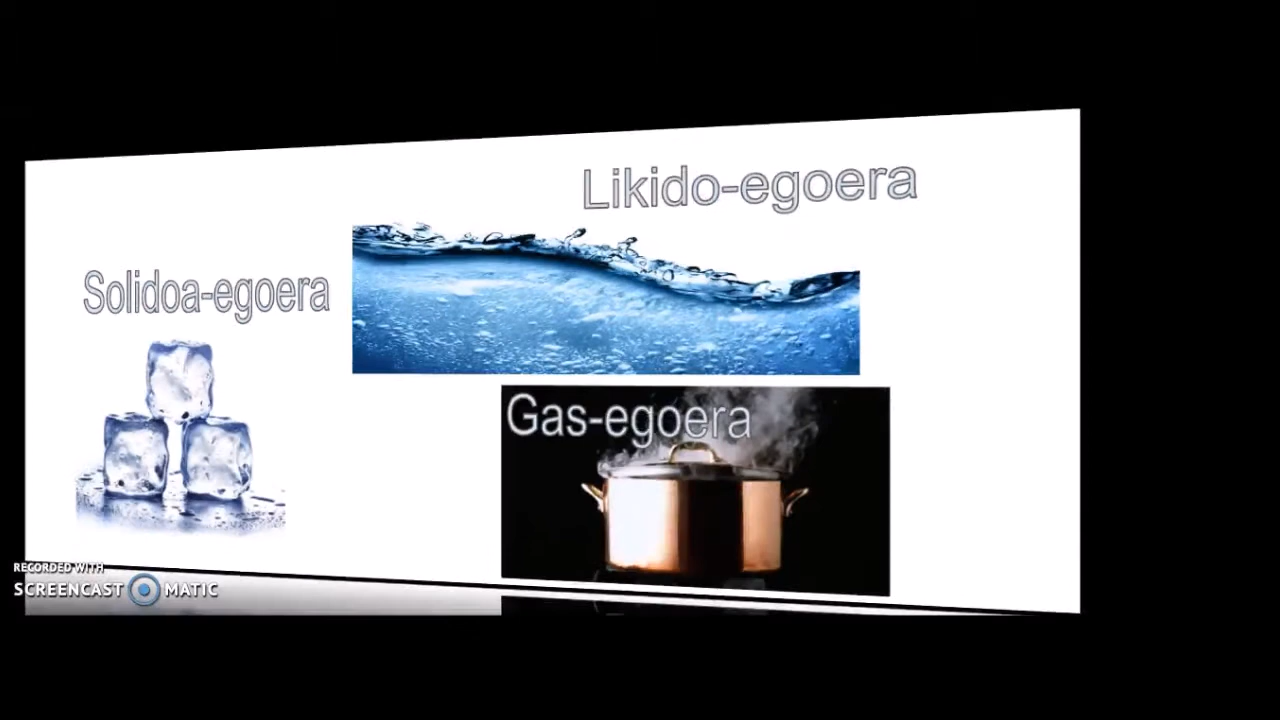 Likido-egoera
Solidoa-egoera
Gas-egoera
RECORDED WITH
SCREENCAST MATIC